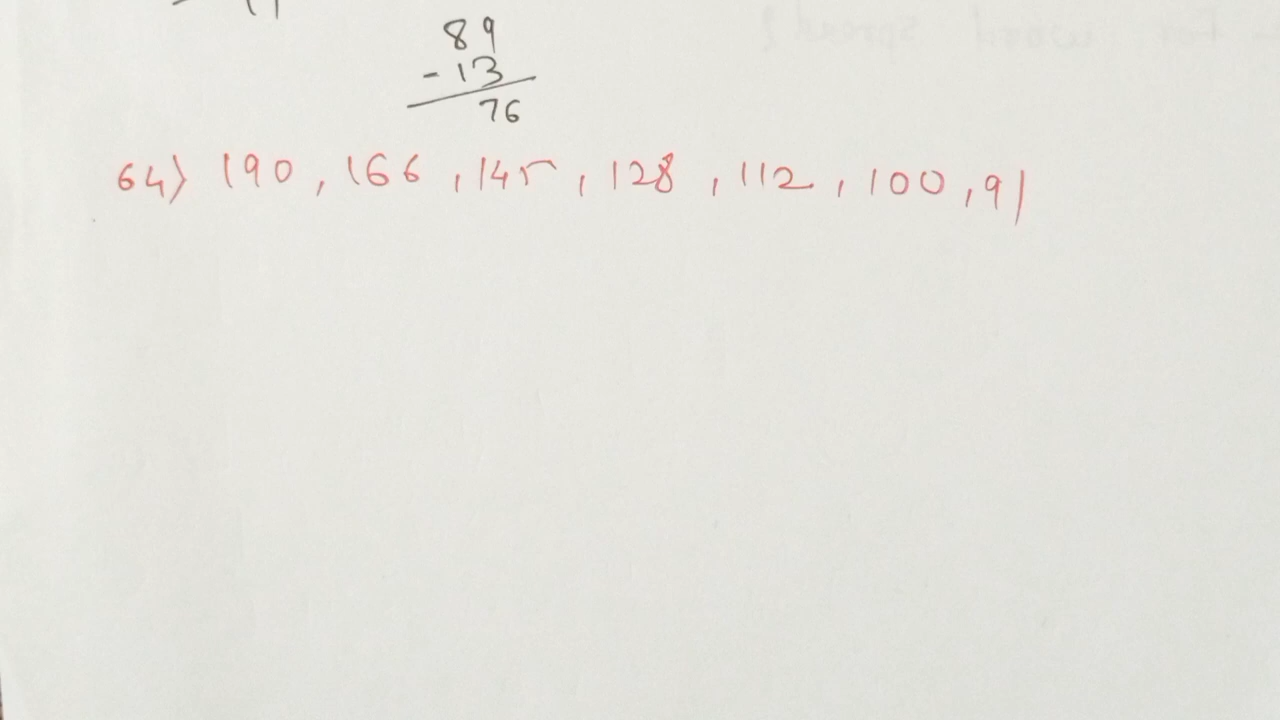 89
- 13
76
64) 190, 166, 145, 128, 112, 100, 91